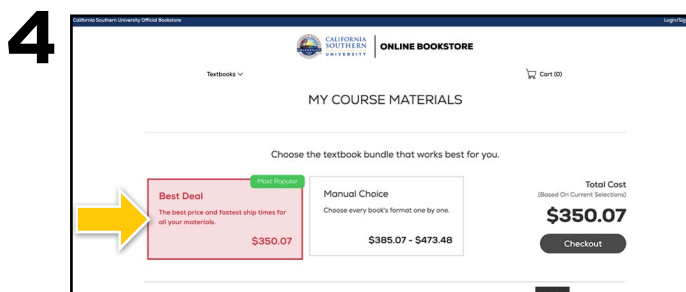 4
California Southern University Official Bookstore
Login/Sig
CALIFORNIA
SOUTHERN
UNIVERSITY
ONLINE BOOKSTORE
Textbooks
Cart (0)
MY COURSE MATERIALS
Choose the textbook bundle that works best for you.
Most Popular
Best Deal
The best price and fastest ship times for
all your materials.
$350.07
Manual Choice
Choose every book's format one by one.
$385.07 - $473.48
Total Cost
(Based On Current Selections)
$350.07
Checkout